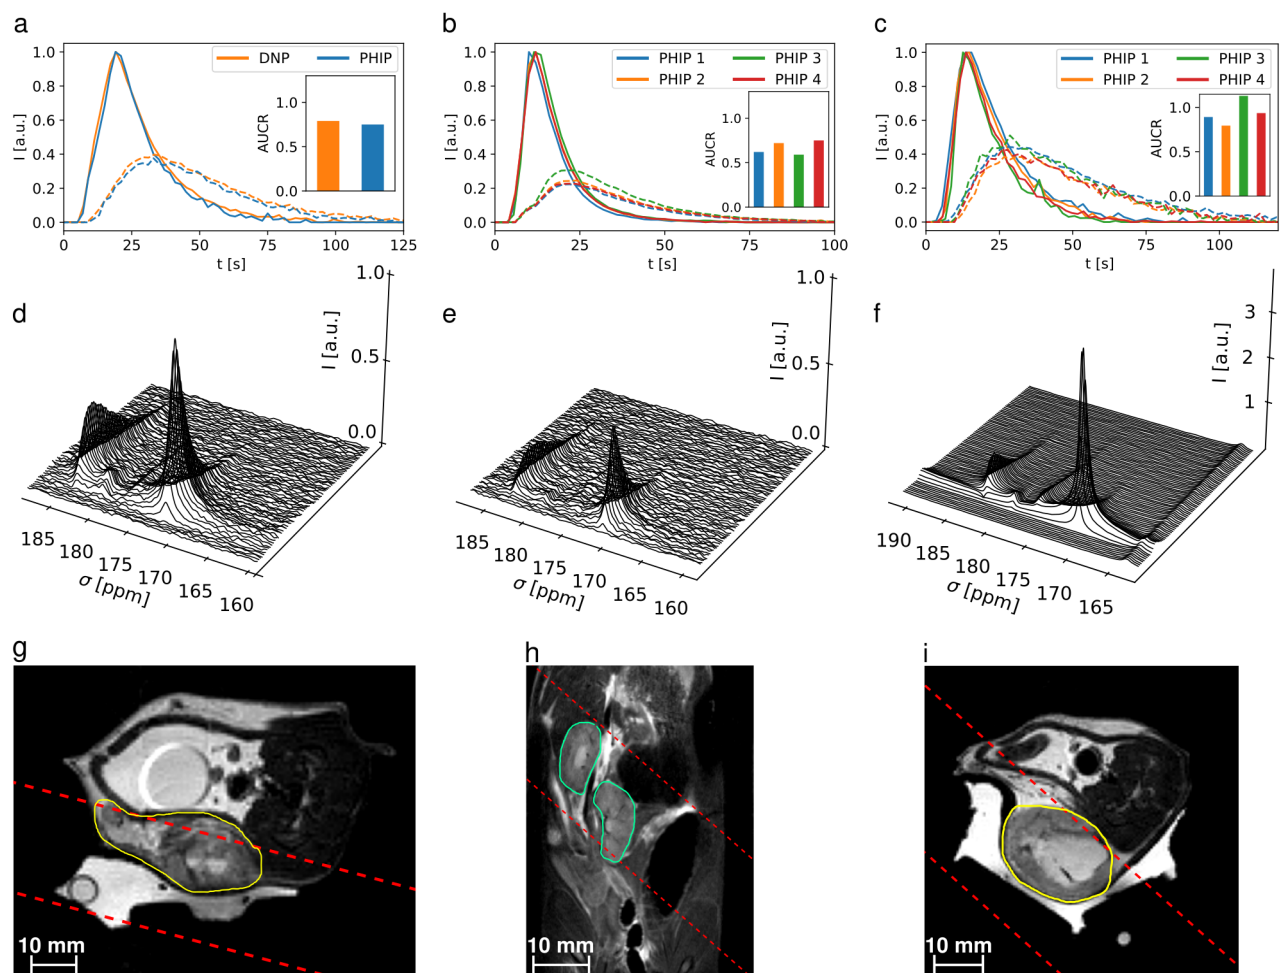 a
b
c
1.0
0.8
0.6
0.4
0.2
0.0
I [a.u.]
DNP
PHIP
1.0
0.5
0.0
AUCR
0
25
50
75
100
125
t [s]
1.0
0.8
0.6
0.4
0.2
0.0
I [a.u.]
PHIP 1
PHIP 3
PHIP 2
PHIP 4
1.0
0.5
0.0
AUCR
0
20
40
60
80
100
t [s]
1.0
0.8
0.6
0.4
0.2
0.0
I [a.u.]
PHIP 1
PHIP 3
PHIP 2
PHIP 4
1.0
0.5
0.0
AUCR
0
25
50
75
100
t [s]
d
1.0
0.5
0.0
I [a.u.]
185
180
175
170
165
160
σ [ppm]
e
1.0
0.5
0.0
I [a.u.]
185
180
175
170
165
160
σ [ppm]
f
3
2
1
I [a.u.]
190
185
180
175
170
165
σ [ppm]
g
10 mm
h
10 mm
i
10 mm